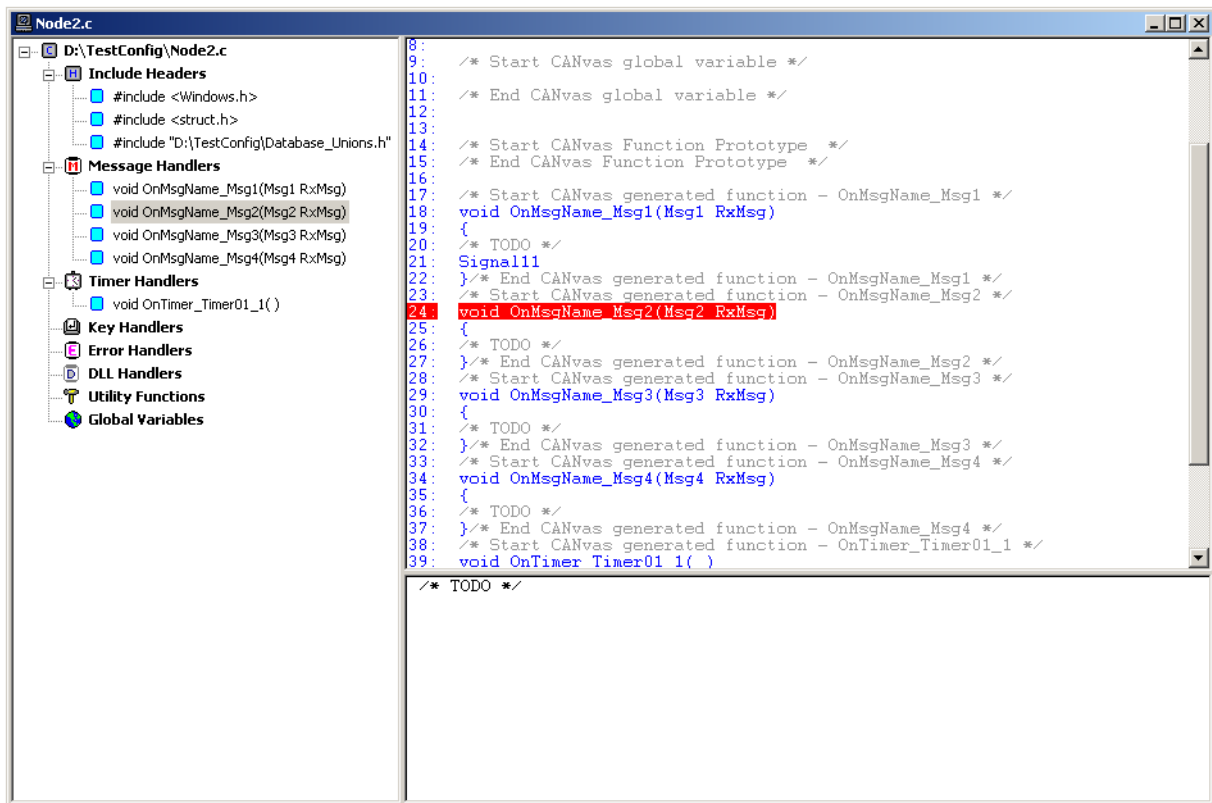 Node2.c
D:\TestConfig\Node2.c
Include Headers
#include <Windows.h>
#include <struct.h>
#include "D:\TestConfig\Database_Unions.h"
Message Handlers
void OnMsgName_Msg1(Msg1 RxMsg)
void OnMsgName_Msg2(Msg2 RxMsg)
void OnMsgName_Msg3(Msg3 RxMsg)
void OnMsgName_Msg4(Msg4 RxMsg)
Timer Handlers
void OnTimer_Timer01_1( )
Key Handlers
Error Handlers
DLL Handlers
Utility Functions
Global Variables
8:
9: /* Start CANvas global variable */
10:
11: /* End CANvas global variable */
12:
13:
14: /* Start CANvas Function Prototype */
15: /* End CANvas Function Prototype */
16:
17: /* Start CANvas generated function - OnMsgName_Msg1 */
18: void OnMsgName_Msg1(Msg1 RxMsg)
19: {
20: /* TODO */
21: Signal11
22: }/* End CANvas generated function - OnMsgName_Msg1 */
23: /* Start CANvas generated function - OnMsgName_Msg2 */
24: void OnMsgName_Msg2(Msg2 RxMsg)
25: {
26: /* TODO */
27: }/* End CANvas generated function - OnMsgName_Msg2 */
28: /* Start CANvas generated function - OnMsgName_Msg3 */
29: void OnMsgName_Msg3(Msg3 RxMsg)
30: {
31: /* TODO */
32: }/* End CANvas generated function - OnMsgName_Msg3 */
33: /* Start CANvas generated function - OnMsgName_Msg4 */
34: void OnMsgName_Msg4(Msg4 RxMsg)
35: {
36: /* TODO */
37: }/* End CANvas generated function - OnMsgName_Msg4 */
38: /* Start CANvas generated function - OnTimer_Timer01_1 */
39: void OnTimer_Timer01_1( )
/* TODO */